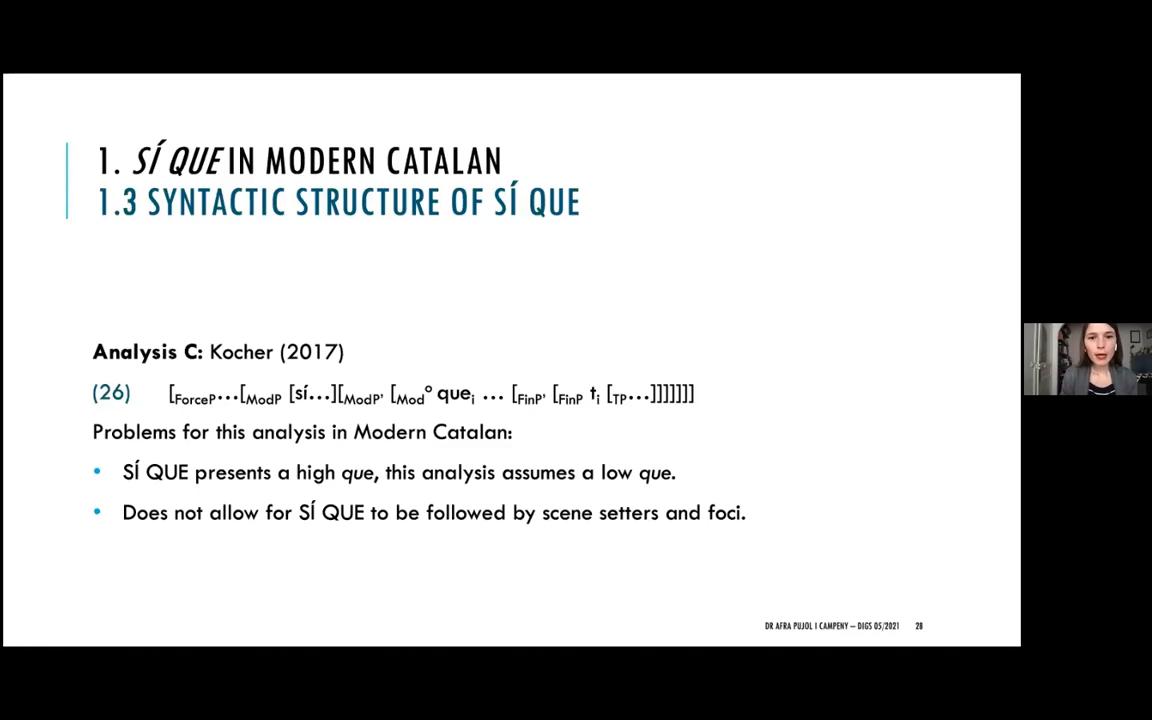 1. SÍ QUE IN MODERN CATALAN
1.3 SYNTACTIC STRUCTURE OF SÍ QUE
Analysis C: Kocher (2017)
(26) [ForceP…[ModP [sí…][ModP' [Mod° quei … [FinP' [FinP ti [TP…]]]]]]]
Problems for this analysis in Modern Catalan:
• SÍ QUE presents a high que, this analysis assumes a low que.
• Does not allow for SÍ QUE to be followed by scene setters and foci.
DR AFRA PUJOL I CAMPENY – DIGS 05/2021 28